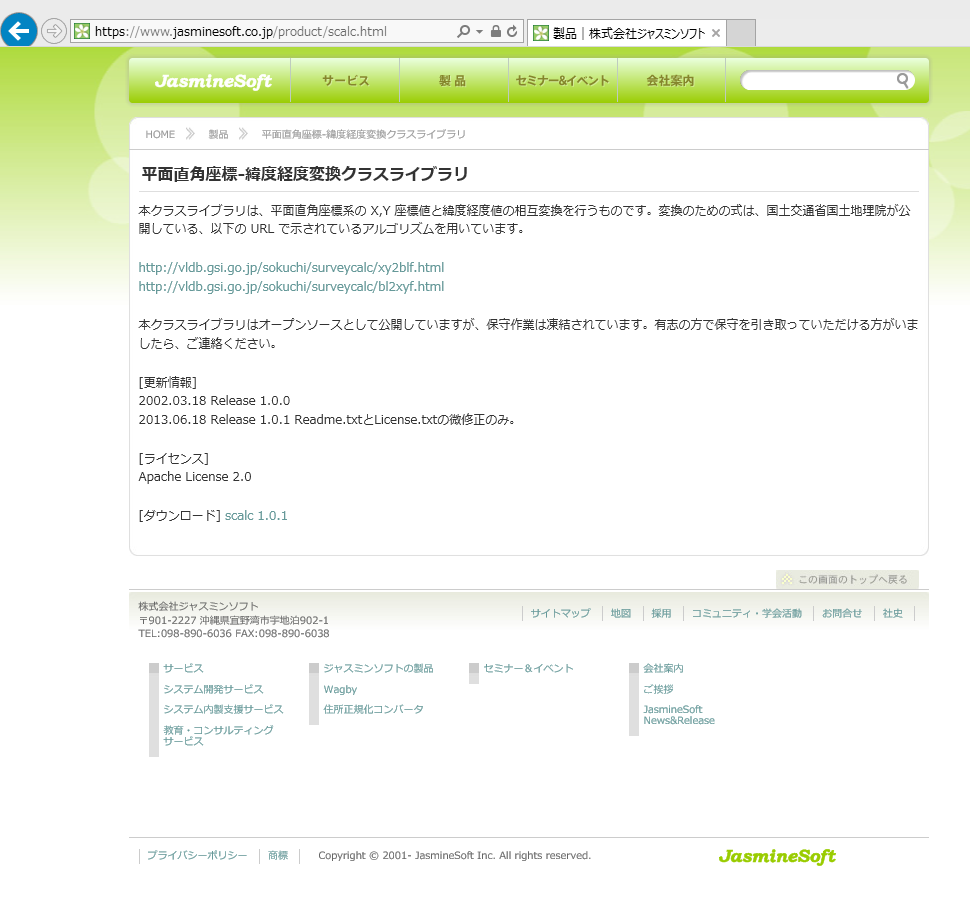 https://www.jasminesoft.co.jp/product/scalc.html
製品 | 株式会社ジャスミンソフト ×
JasmineSoft サービス 製 品 セミナー&イベント 会社案内
HOME 製品 平面直角座標-緯度経度変換クラスライブラリ
平面直角座標-緯度経度変換クラスライブラリ
本クラスライブラリは、平面直角座標系の X,Y 座標値と緯度経度値の相互変換を行うものです。変換のための式は、国土交通省国土地理院が公
開している、以下の URL で示されているアルゴリズムを用いています。
http://vldb.gsi.go.jp/sokuchi/surveycalc/xy2blf.html
http://vldb.gsi.go.jp/sokuchi/surveycalc/bl2xyf.html
本クラスライブラリはオープンソースとして公開していますが、保守作業は凍結されています。有志の方で保守を引き取っていただける方がいま
したら、ご連絡ください。
[更新情報]
2002.03.18 Release 1.0.0
2013.06.18 Release 1.0.1 Readme.txtとLicense.txtの微修正のみ。
[ライセンス]
Apache License 2.0
[ダウンロード] scalc 1.0.1
この画面のトップへ戻る
株式会社ジャスミンソフト
〒901-2227 沖縄県宜野湾市宇地泊902-1
TEL:098-890-6036 FAX:098-890-6038
サイトマップ 地図 採用 コミュニティ・学会活動 お問合せ 社史
サービス
システム開発サービス
システム内製支援サービス
教育・コンサルティング
サービス
ジャスミンソフトの製品
Wagby
住所正規化コンバータ
セミナー＆イベント
会社案内
ご挨拶
JasmineSoft
News&Release
プライバシーポリシー 商標 Copyright © 2001- JasmineSoft Inc. All rights reserved.
JasmineSoft